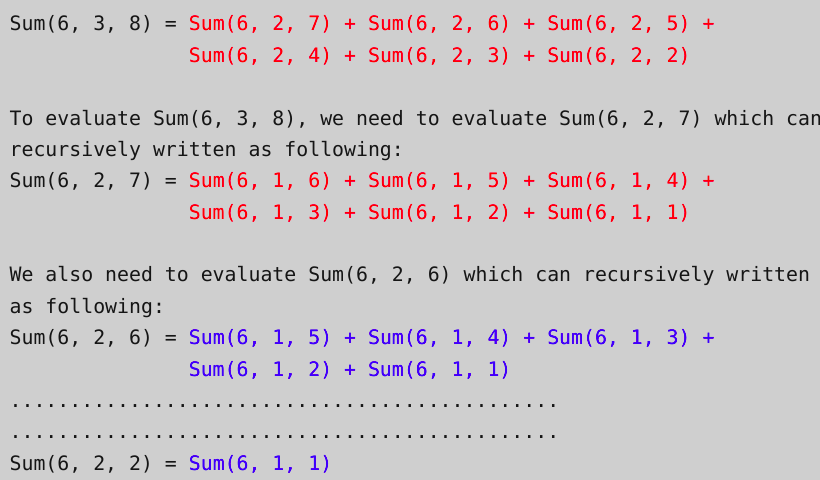 Sum(6, 3, 8) = Sum(6, 2, 7) + Sum(6, 2, 6) + Sum(6, 2, 5) +
Sum(6, 2, 4) + Sum(6, 2, 3) + Sum(6, 2, 2)
To evaluate Sum(6, 3, 8), we need to evaluate Sum(6, 2, 7) which can
recursively written as following:
Sum(6, 2, 7) = Sum(6, 1, 6) + Sum(6, 1, 5) + Sum(6, 1, 4) +
Sum(6, 1, 3) + Sum(6, 1, 2) + Sum(6, 1, 1)
We also need to evaluate Sum(6, 2, 6) which can recursively written
as following:
Sum(6, 2, 6) = Sum(6, 1, 5) + Sum(6, 1, 4) + Sum(6, 1, 3) +
Sum(6, 1, 2) + Sum(6, 1, 1)
..............................................
..............................................
Sum(6, 2, 2) = Sum(6, 1, 1)